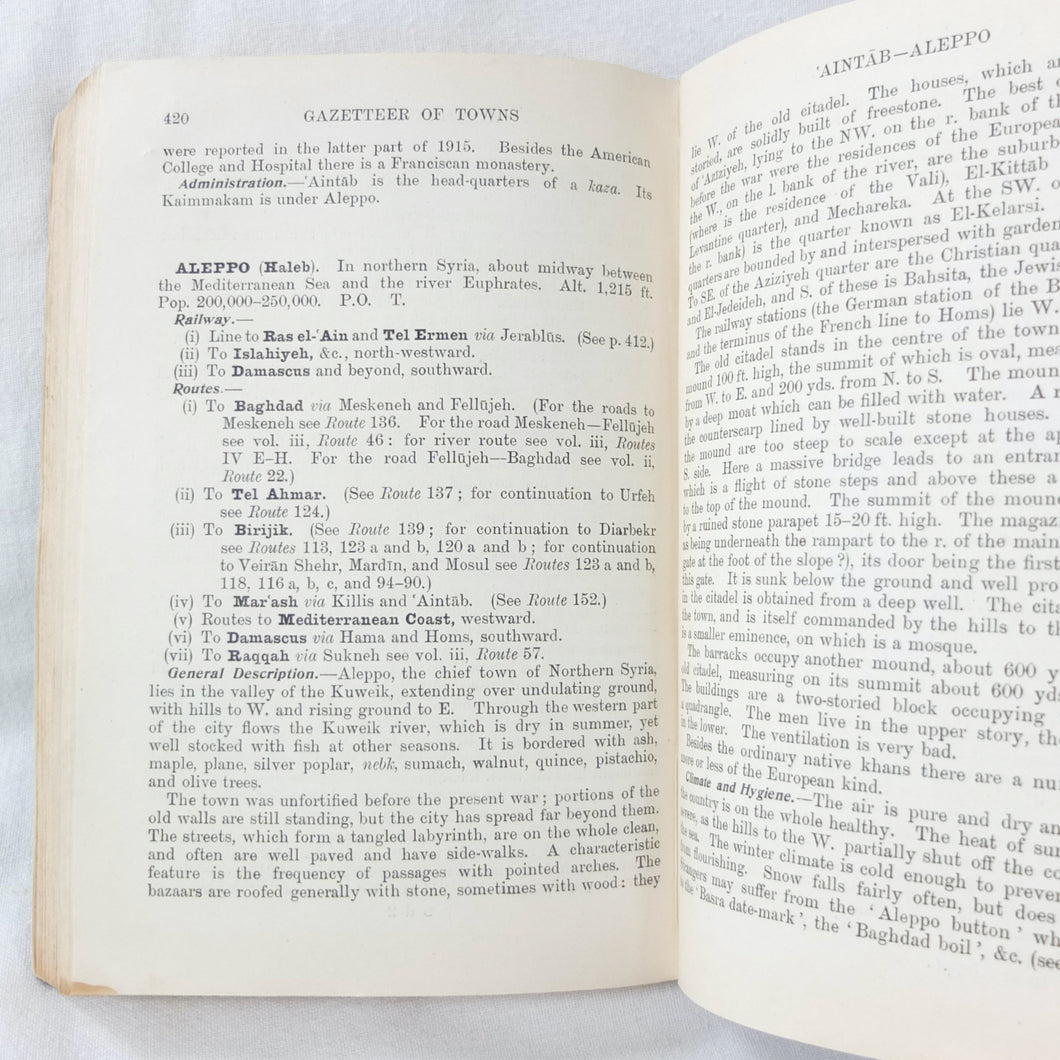 420 GAZETTEER OF TOWNS
were reported in the latter part of 1915. Besides the American
College and Hospital there is a Franciscan monastery.
Administration.—ʿAintāb is the head-quarters of a kaza. Its
Kaimmakam is under Aleppo.
ALEPPO (Haleb). In northern Syria, about midway between
the Mediterranean Sea and the river Euphrates. Alt. 1,215 ft.
Pop. 200,000–250,000. P.O. T.
Railway.—
(i) Line to Ras el-ʿAin and Tel Ermen via Jerablūs. (See p. 412.)
(ii) To Islahiyeh, &c., north-westward.
(iii) To Damascus and beyond, southward.
Routes.—
(i) To Baghdad via Meskeneh and Fellūjeh. (For the roads to
Meskeneh see Route 136. For the road Meskeneh—Fellūjeh
see vol. iii, Route 46 : for river route see vol. iii, Routes
IV E–H. For the road Fellūjeh—Baghdad see vol. ii,
Route 22.)
(ii) To Tel Ahmar. (See Route 137 ; for continuation to Urfeh
see Route 124.)
(iii) To Birijik. (See Route 139 ; for continuation to Diarbekr
see Routes 113, 123 a and b, 120 a and b ; for continuation
to Veirān Shehr, Mardīn, and Mosul see Routes 123 a and b,
118, 116 a, b, c, and 94–90.)
(iv) To Marʿash via Killis and ʿAintāb. (See Route 152.)
(v) Routes to Mediterranean Coast, westward.
(vi) To Damascus via Hama and Homs, southward.
(vii) To Raqqah via Sukneh see vol. iii, Route 57.
General Description.—Aleppo, the chief town of Northern Syria,
lies in the valley of the Kuweik, extending over undulating ground,
with hills to W. and rising ground to E. Through the western part
of the city flows the Kuweik river, which is dry in summer, yet
well stocked with fish at other seasons. It is bordered with ash,
maple, plane, silver poplar, nebk, sumach, walnut, quince, pistachio,
and olive trees.
The town was unfortified before the present war ; portions of the
old walls are still standing, but the city has spread far beyond them.
The streets, which form a tangled labyrinth, are on the whole clean,
and often are well paved and have side-walks. A characteristic
feature is the frequency of passages with pointed arches. The
bazaars are roofed generally with stone, sometimes with wood : they
ʿAINTĀB—ALEPPO
lie W. of the old citadel. The houses, which
storied, are solidly built of freestone. The best
of ʿAziziyeh, lying to the NW. on the r. bank of
before the war were the residences of the
the W., on the l. bank of the river, are the
(where is the residence of the Vali), El-Kittāb
Levantine quarter), and Mechareka. At the SW.
the r. bank) is the quarter known as El-Kelarsi.
quarters are bounded by and interspersed with
To SE. of the Aziziyeh quarter are the Christian
and El-Jedeideh, and S. of these is Bahsita, the
The railway stations (the German station of the
and the terminus of the French line to Homs) lie W.
The old citadel stands in the centre of the town
mound 100 ft. high, the summit of which is oval,
from W. to E. and 200 yds. from N. to S. The
by a deep moat which can be filled with water. A
the counterscarp lined by well-built stone houses.
the mound are too steep to scale except at the
S. side. Here a massive bridge leads to an
which is a flight of stone steps and above these a
to the top of the mound. The summit of the
by a ruined stone parapet 15–20 ft. high. The
as being underneath the rampart to the r. of the main
gate at the foot of the slope ?), its door being the first
this gate. It is sunk below the ground and well
in the citadel is obtained from a deep well. The
the town, and is itself commanded by the hills to
is a smaller eminence, on which is a mosque.
The barracks occupy another mound, about 600
old citadel, measuring on its summit about 600
The buildings are a two-storied block occupying
a quadrangle. The men live in the upper story,
in the lower. The ventilation is very bad.
Besides the ordinary native khans there are a
more or less of the European kind.
Climate and Hygiene.—The air is pure and dry
the country is on the whole healthy. The heat of
severe, as the hills to the W. partially shut off the
the sea. The winter climate is cold enough to
from flourishing. Snow falls fairly often, but does
strangers may suffer from the ‘ Aleppo button ’
to the ‘ Basra date-mark ’, the ‘ Baghdad boil ’, &c. (see